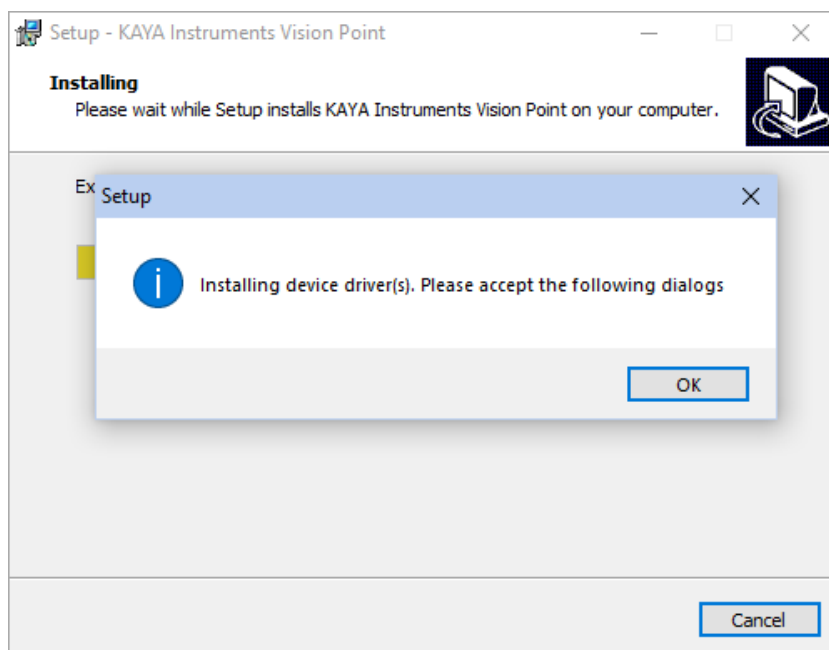 Setup - KAYA Instruments Vision Point
Installing
Please wait while Setup installs KAYA Instruments Vision Point on your computer.
Ex
Setup
Installing device driver(s). Please accept the following dialogs
OK
Cancel